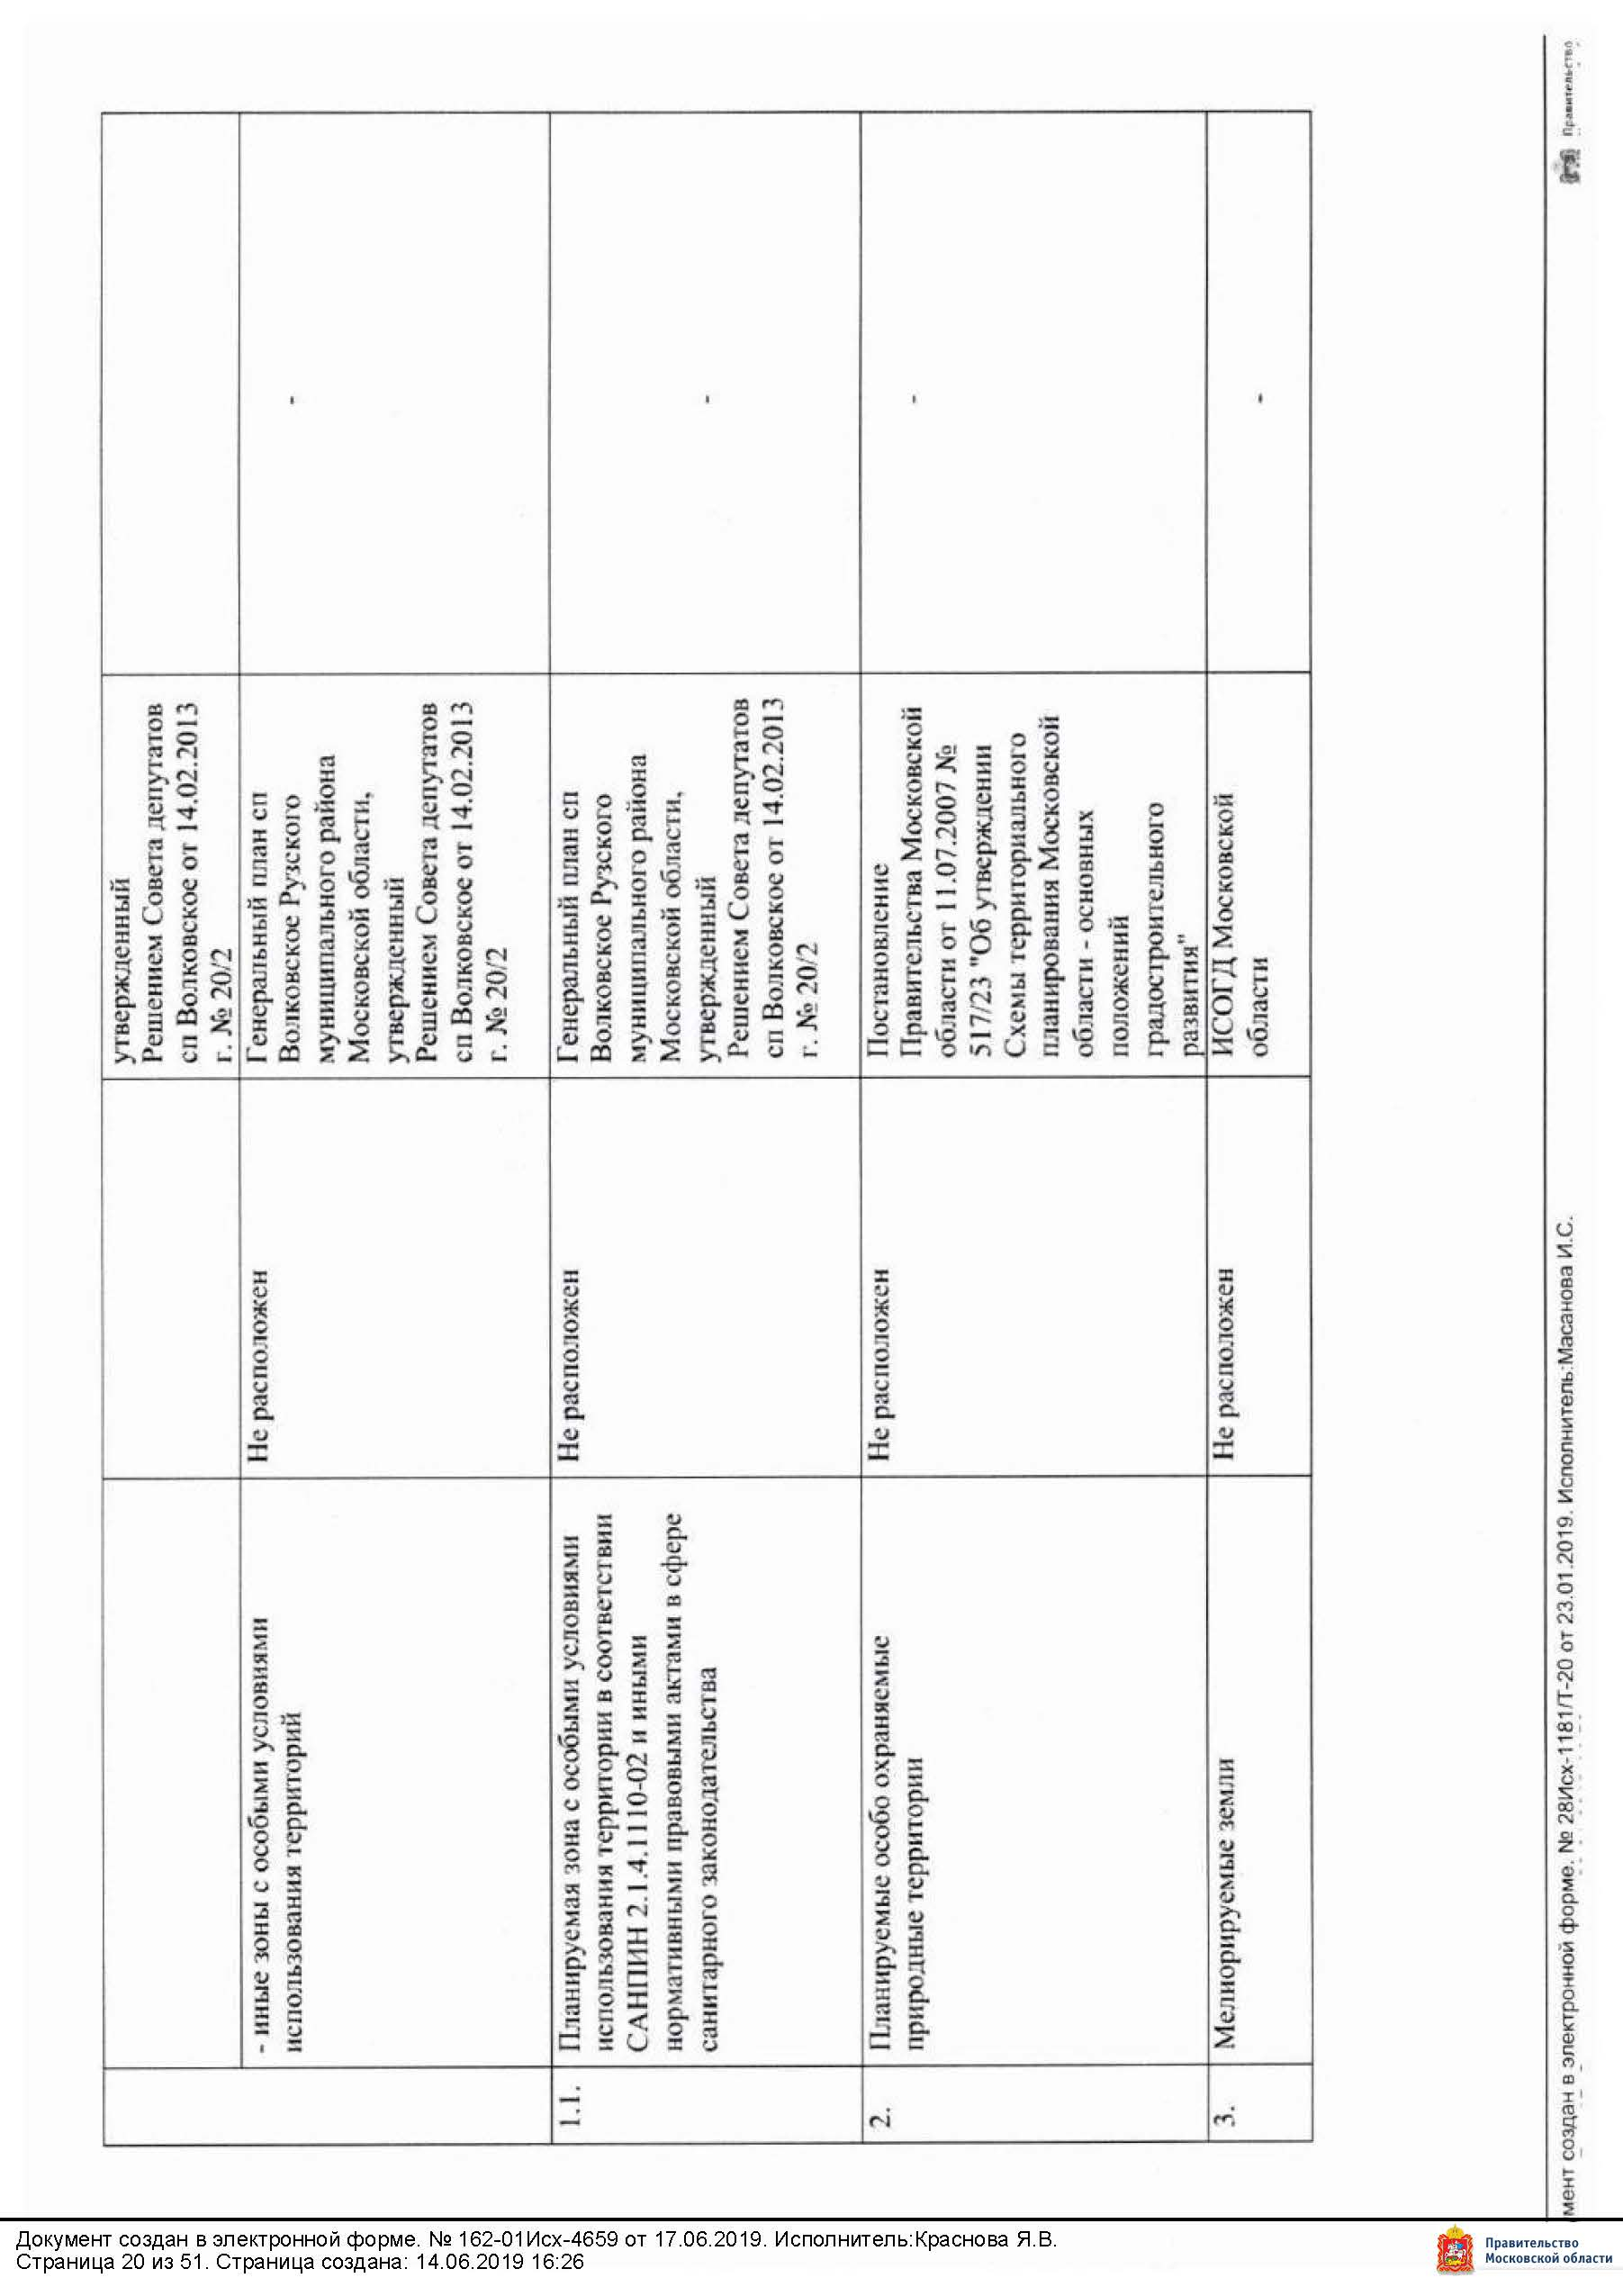 утвержденный
Решением Совета депутатов
сп Волковское от 14.02.2013
г. № 20/2
- иные зоны с особыми условиями
использования территорий
Не расположен
Генеральный план сп
Волковское Рузского
муниципального района
Московской области,
утвержденный
Решением Совета депутатов
сп Волковское от 14.02.2013
г. № 20/2
-
1.1.
Планируемая зона с особыми условиями
использования территории в соответствии
САНПИН 2.1.4.1110-02 и иными
нормативными правовыми актами в сфере
санитарного законодательства
Не расположен
Генеральный план сп
Волковское Рузского
муниципального района
Московской области,
утвержденный
Решением Совета депутатов
сп Волковское от 14.02.2013
г. № 20/2
-
2.
Планируемые особо охраняемые
природные территории
Не расположен
Постановление
Правительства Московской
области от 11.07.2007 №
517/23 "Об утверждении
Схемы территориального
планирования Московской
области - основных
положений
градостроительного
развития"
-
3.
Мелиорируемые земли
Не расположен
ИСОГД Московской
области
-
мент создан в электронной форме. № 28Исх-1181/Т-20 от 23.01.2019. Исполнитель:Масанова И.С.
Правительство
Документ создан в электронной форме. № 162-01Исх-4659 от 17.06.2019. Исполнитель:Краснова Я.В.
Страница 20 из 51. Страница создана: 14.06.2019 16:26
Правительство
Московской области